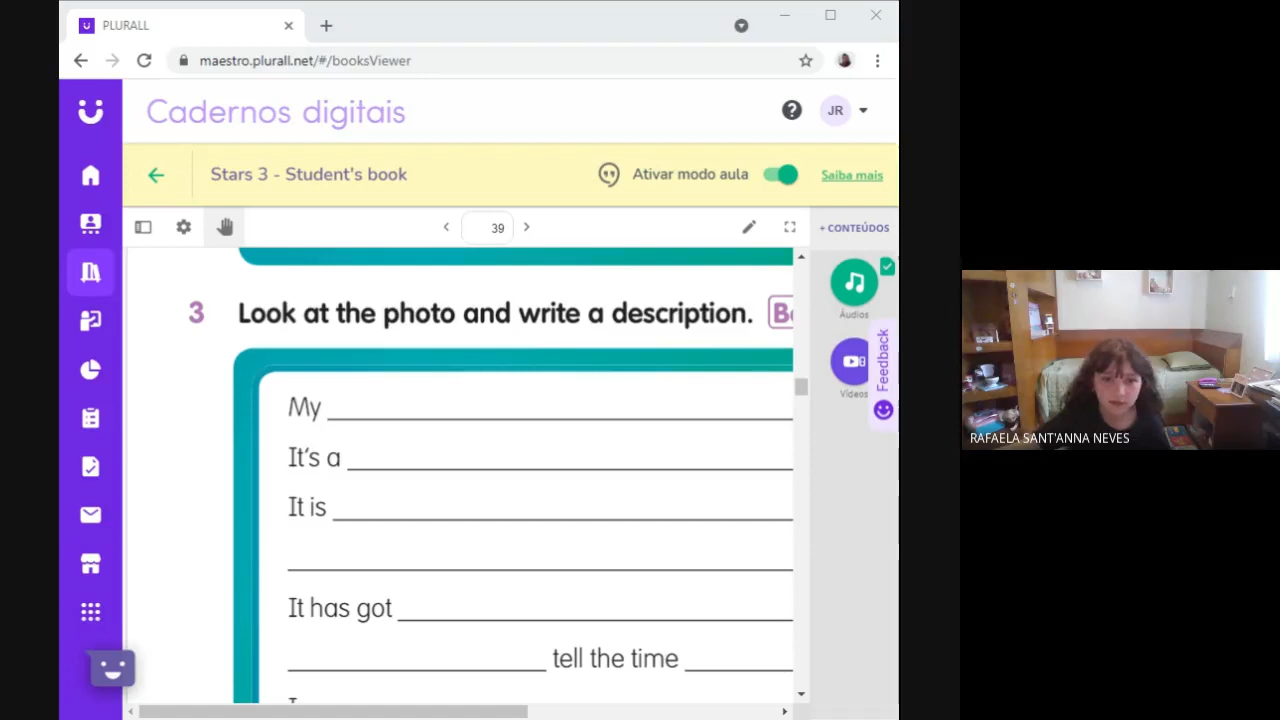 PLURALL
maestro.plurall.net/#/booksViewer
Cadernos digitais
JR
Stars 3 - Student's book
Ativar modo aula
Saiba mais
39
+ CONTEÚDOS
3 Look at the photo and write a description.
Áudios
Vídeos
Feedback
My
It's a
It is
It has got
tell the time
RAFAELA SANT'ANNA NEVES